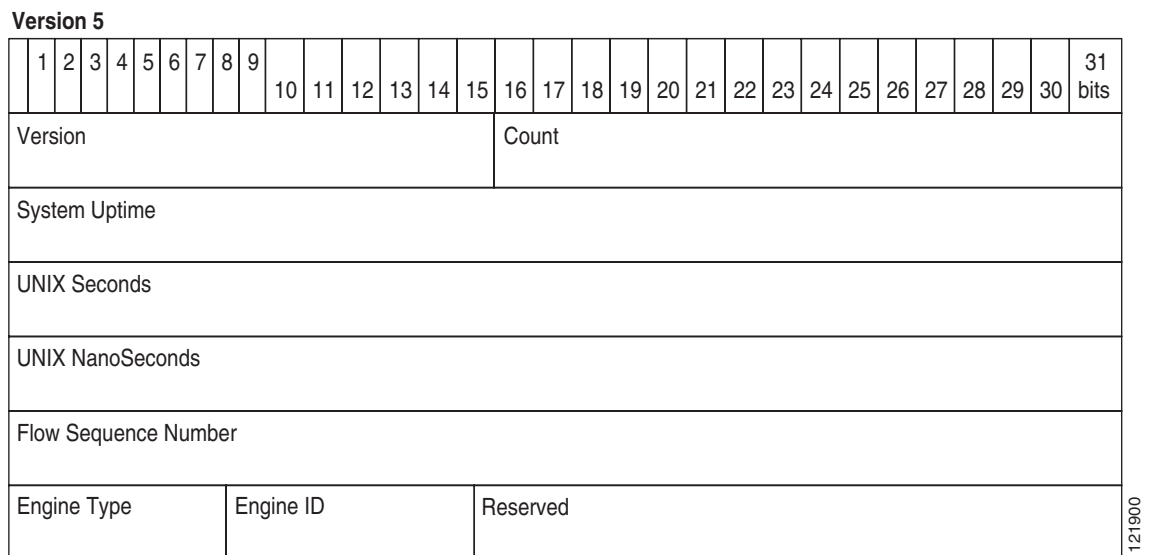 Version 5
1 2 3 4 5 6 7 8 9 10 11 12 13 14 15 16 17 18 19 20 21 22 23 24 25 26 27 28 29 30 31 bits
Version Count
System Uptime
UNIX Seconds
UNIX NanoSeconds
Flow Sequence Number
Engine Type Engine ID Reserved
121900